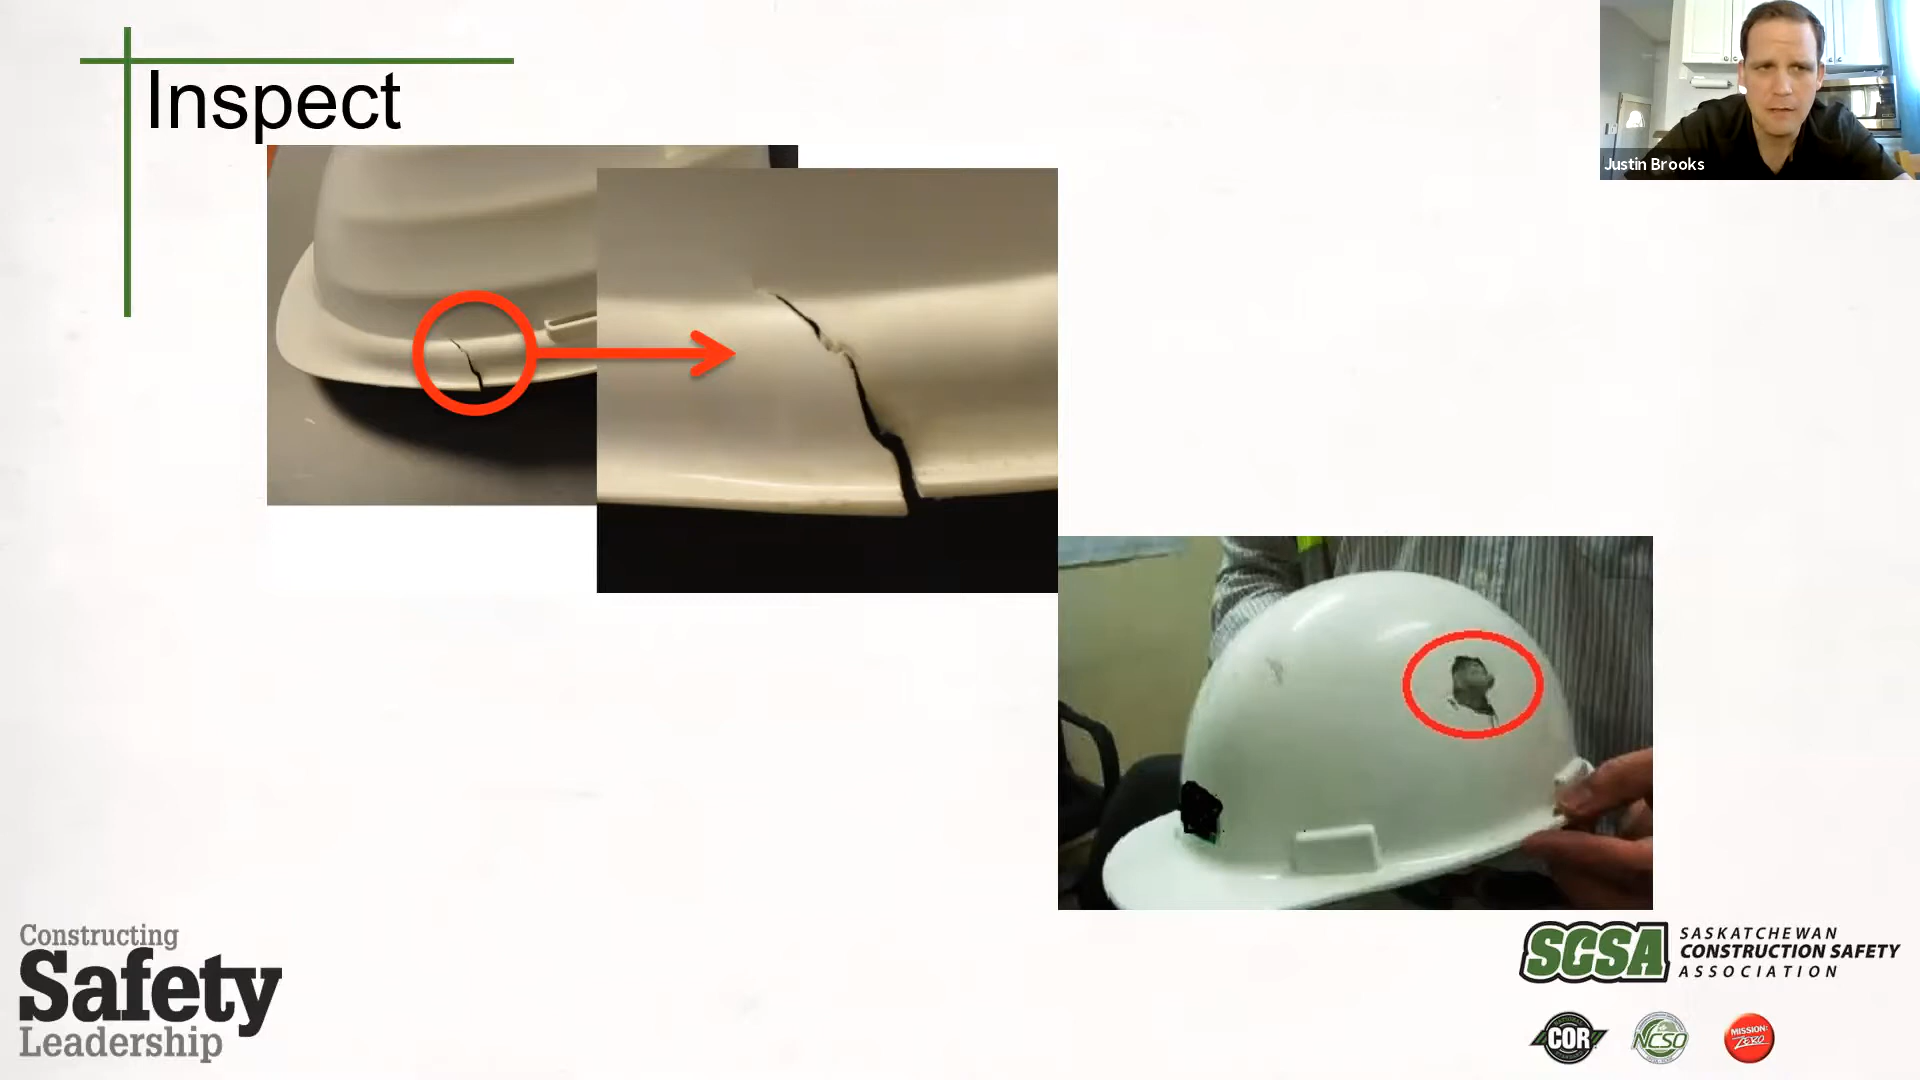 Inspect
Justin Brooks
Constructing
Safety
Leadership
SCSA
SASKATCHEWAN
CONSTRUCTION SAFETY
ASSOCIATION
COR
NCSO
MISSION:
ZERO